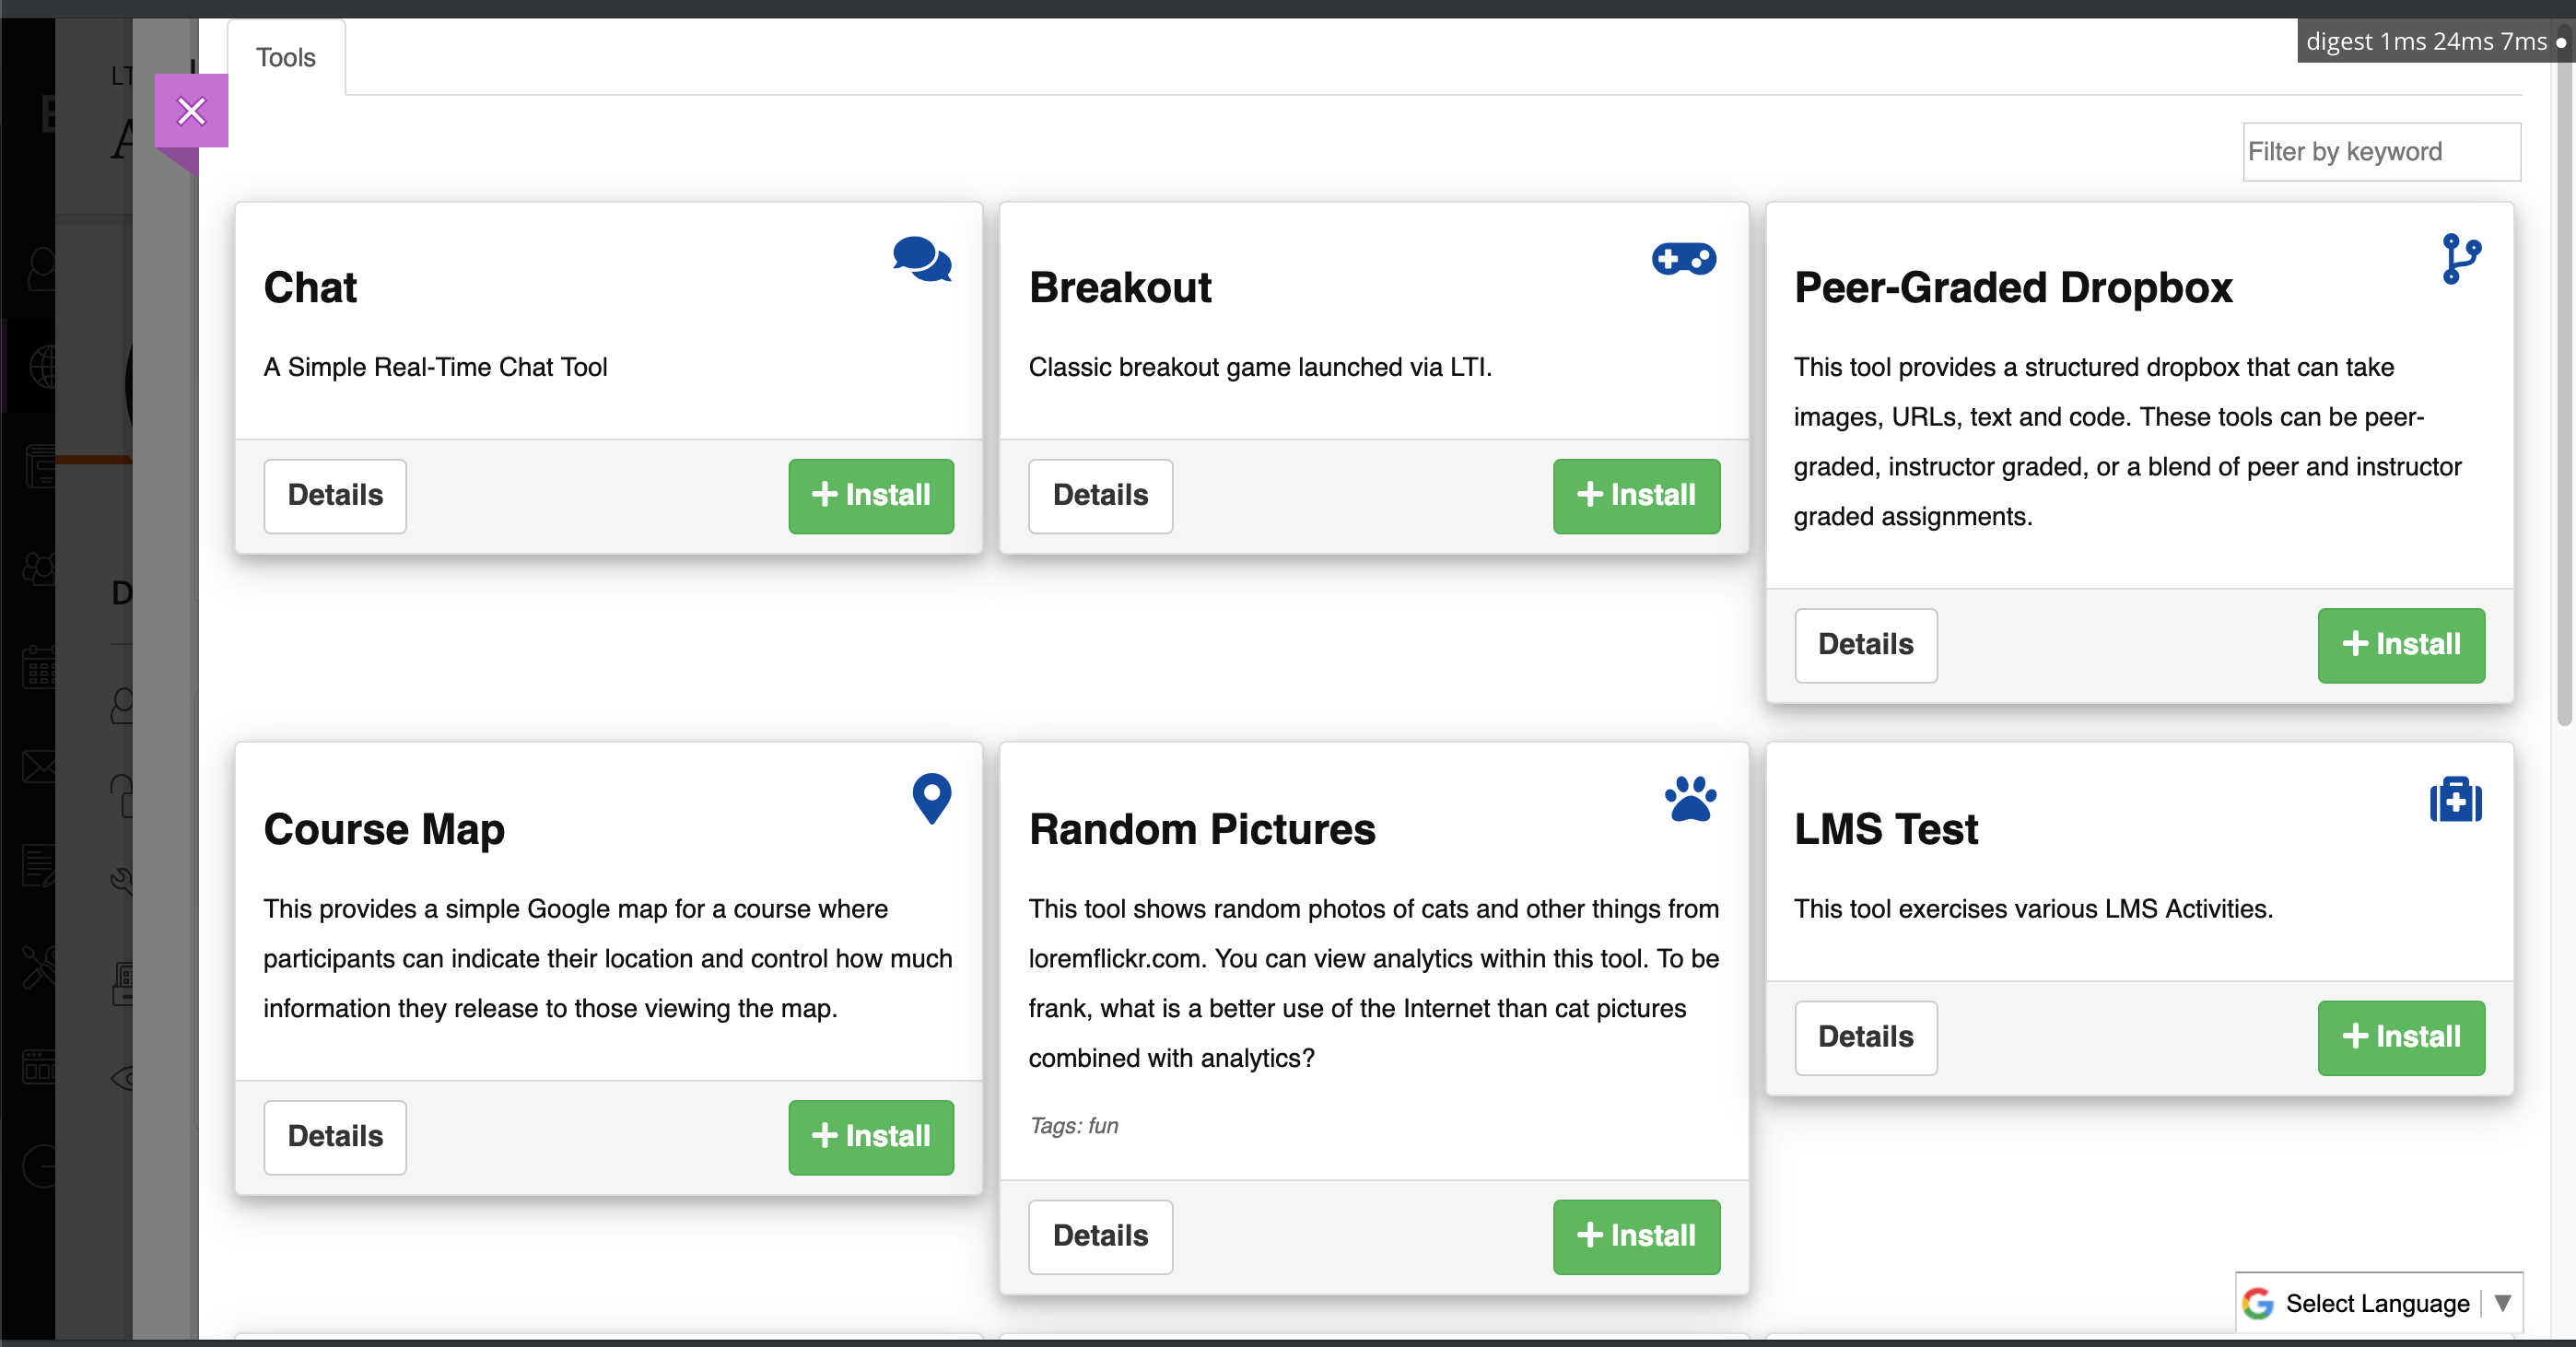 Tools
digest 1ms 24ms 7ms
LT
A
Filter by keyword
Chat
A Simple Real-Time Chat Tool
Details
Install
Breakout
Classic breakout game launched via LTI.
Details
Install
Peer-Graded Dropbox
This tool provides a structured dropbox that can take
images, URLs, text and code. These tools can be peer-
graded, instructor graded, or a blend of peer and instructor
graded assignments.
Details
Install
D
Course Map
This provides a simple Google map for a course where
participants can indicate their location and control how much
information they release to those viewing the map.
Details
Install
Random Pictures
This tool shows random photos of cats and other things from
loremflickr.com. You can view analytics within this tool. To be
frank, what is a better use of the Internet than cat pictures
combined with analytics?
Tags: fun
Details
Install
LMS Test
This tool exercises various LMS Activities.
Details
Install
Select Language